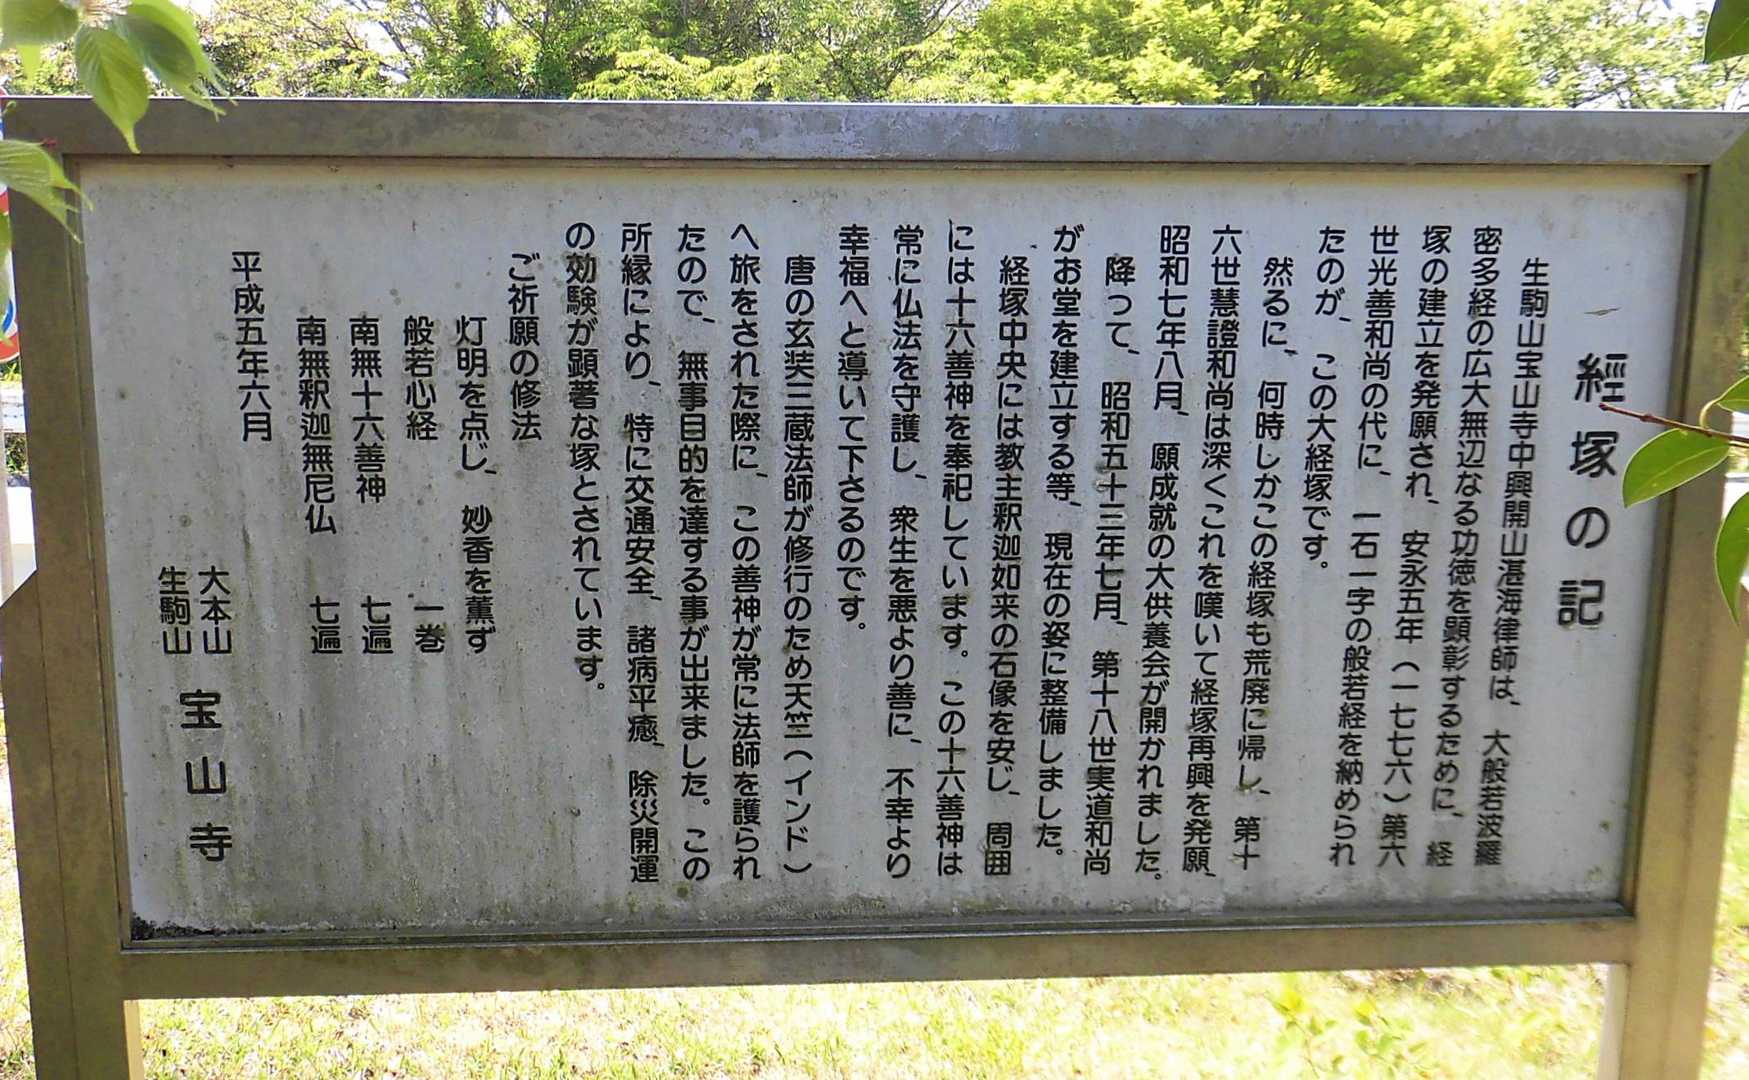 經塚の記
生駒山宝山寺中興開山湛海律師は、大般若波羅
密多経の広大無辺なる功徳を顕彰するために、経
塚の建立を発願され、安永五年（一七七六）第六
世光善和尚の代に、一石一字の般若経を納められ
たのが、この大経塚です。
然るに、何時しかこの経塚も荒廃に帰し、第十
六世慧證和尚は深くこれを嘆いて経塚再興を発願、
昭和七年八月、願成就の大供養会が開かれました。
降って、昭和五十三年七月、第十八世実道和尚
がお堂を建立する等、現在の姿に整備しました。
経塚中央には教主釈迦如来の石像を安じ、周囲
には十六善神を奉祀しています。この十六善神は
常に仏法を守護し、衆生を悪より善に、不幸より
幸福へと導いて下さるのです。
唐の玄奘三蔵法師が修行のため天竺（インド）
へ旅をされた際に、この善神が常に法師を護られ
たので、無事目的を達する事が出来ました。この
所縁により、特に交通安全、諸病平癒、除災開運
の効験が顕著な塚とされています。
ご祈願の修法
灯明を点じ、妙香を薫ず
般若心経 一巻
南無十六善神 七遍
南無釈迦無尼仏 七遍
平成五年六月
大本山
生駒山 宝山寺